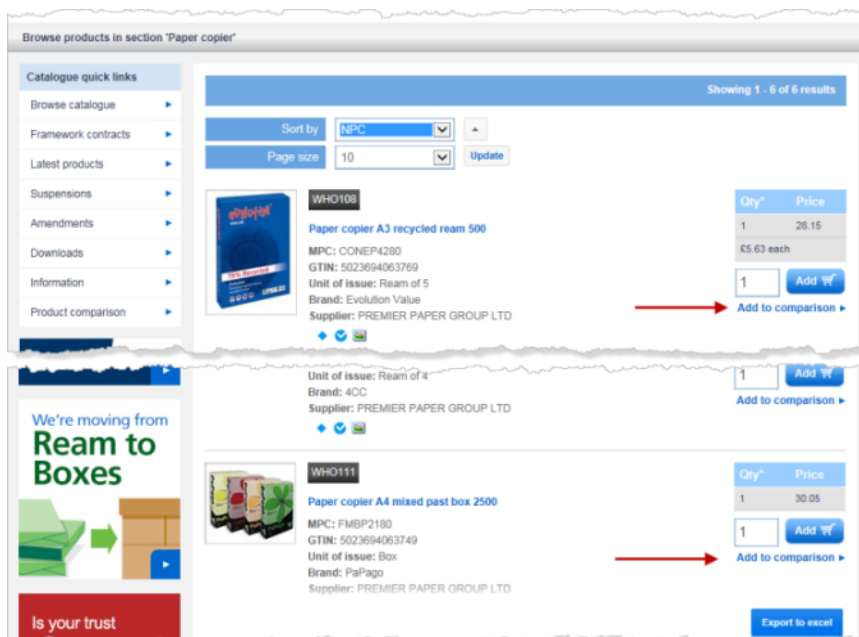 Browse products in section 'Paper copier'
Catalogue quick links
Browse catalogue
Framework contracts
Latest products
Suspensions
Amendments
Downloads
Information
Product comparison
Showing 1 - 6 of 6 results
Sort by NPC
Page size 10 Update
WHO108
Paper copier A3 recycled ream 500
MPC: CONEP4280
GTIN: 5023694063769
Unit of issue: Ream of 5
Brand: Evolution Value
Supplier: PREMIER PAPER GROUP LTD
Qty* Price
1 28.15
£5.63 each
1 Add
Add to comparison
Unit of issue: Ream of 4
Brand: 4CC
Supplier: PREMIER PAPER GROUP LTD
1 Add
Add to comparison
We're moving from
Ream to
Boxes
WHO111
Paper copier A4 mixed past box 2500
MPC: FMBP2180
GTIN: 5023694063749
Unit of issue: Box
Brand: PaPago
Supplier: PREMIER PAPER GROUP LTD
Qty* Price
1 30.05
1 Add
Add to comparison
Is your trust
Export to excel